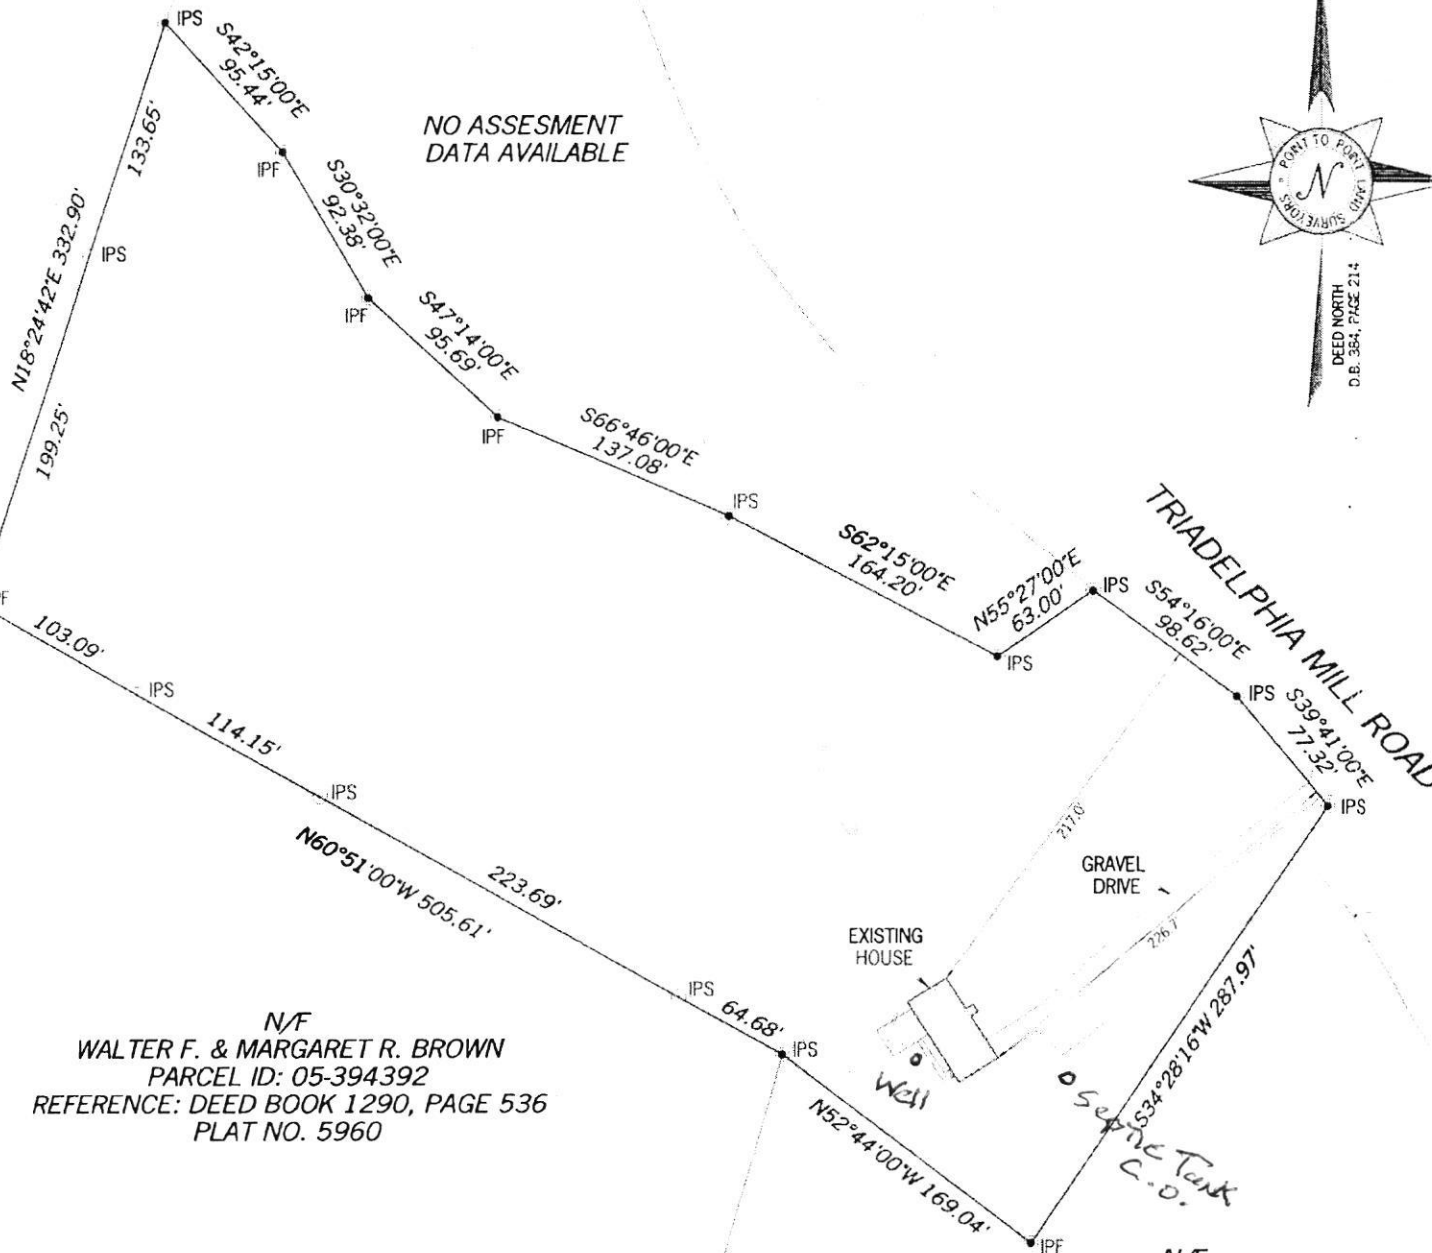 IPS
S42°15'00"E
95.44'
133.65'
IPF
NO ASSESMENT
DATA AVAILABLE
POINT TO POINT LAND SURVEYORS
N
DEED NORTH
D.B. 384, PAGE 214
S30°32'00"E
92.38'
N18°24'42"E 332.90'
IPS
IPF
S47°14'00"E
95.69'
199.25'
IPF
S66°46'00"E
137.08'
IPS
S62°15'00"E
164.20'
N55°27'00"E
63.00'
IPS
IPS
S54°16'00"E
98.62'
TRIADELPHIA MILL ROAD
IPS
S39°41'00"E
77.32'
IPS
103.09'
IPS
114.15'
IPS
N60°51'00"W 505.61'
223.69'
IPS
64.68'
IPS
217.0'
GRAVEL
DRIVE
226.7'
EXISTING
HOUSE
Well
Septic Tank
C.O.
S34°28'16"W 287.97'
N52°44'00"W 169.04'
IPF
N/F
WALTER F. & MARGARET R. BROWN
PARCEL ID: 05-394392
REFERENCE: DEED BOOK 1290, PAGE 536
PLAT NO. 5960